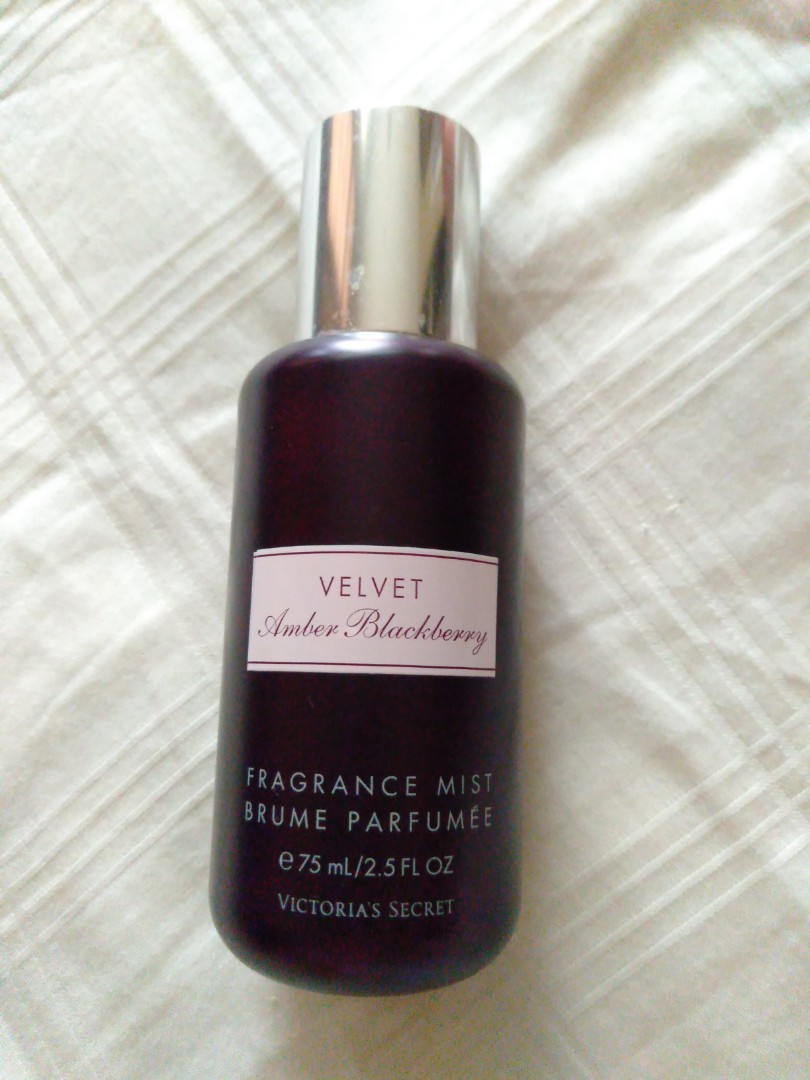 VELVET
Amber Blackberry
FRAGRANCE MIST
BRUME PARFUMÉE
℮ 75 mL/2.5 FL OZ
VICTORIA'S SECRET